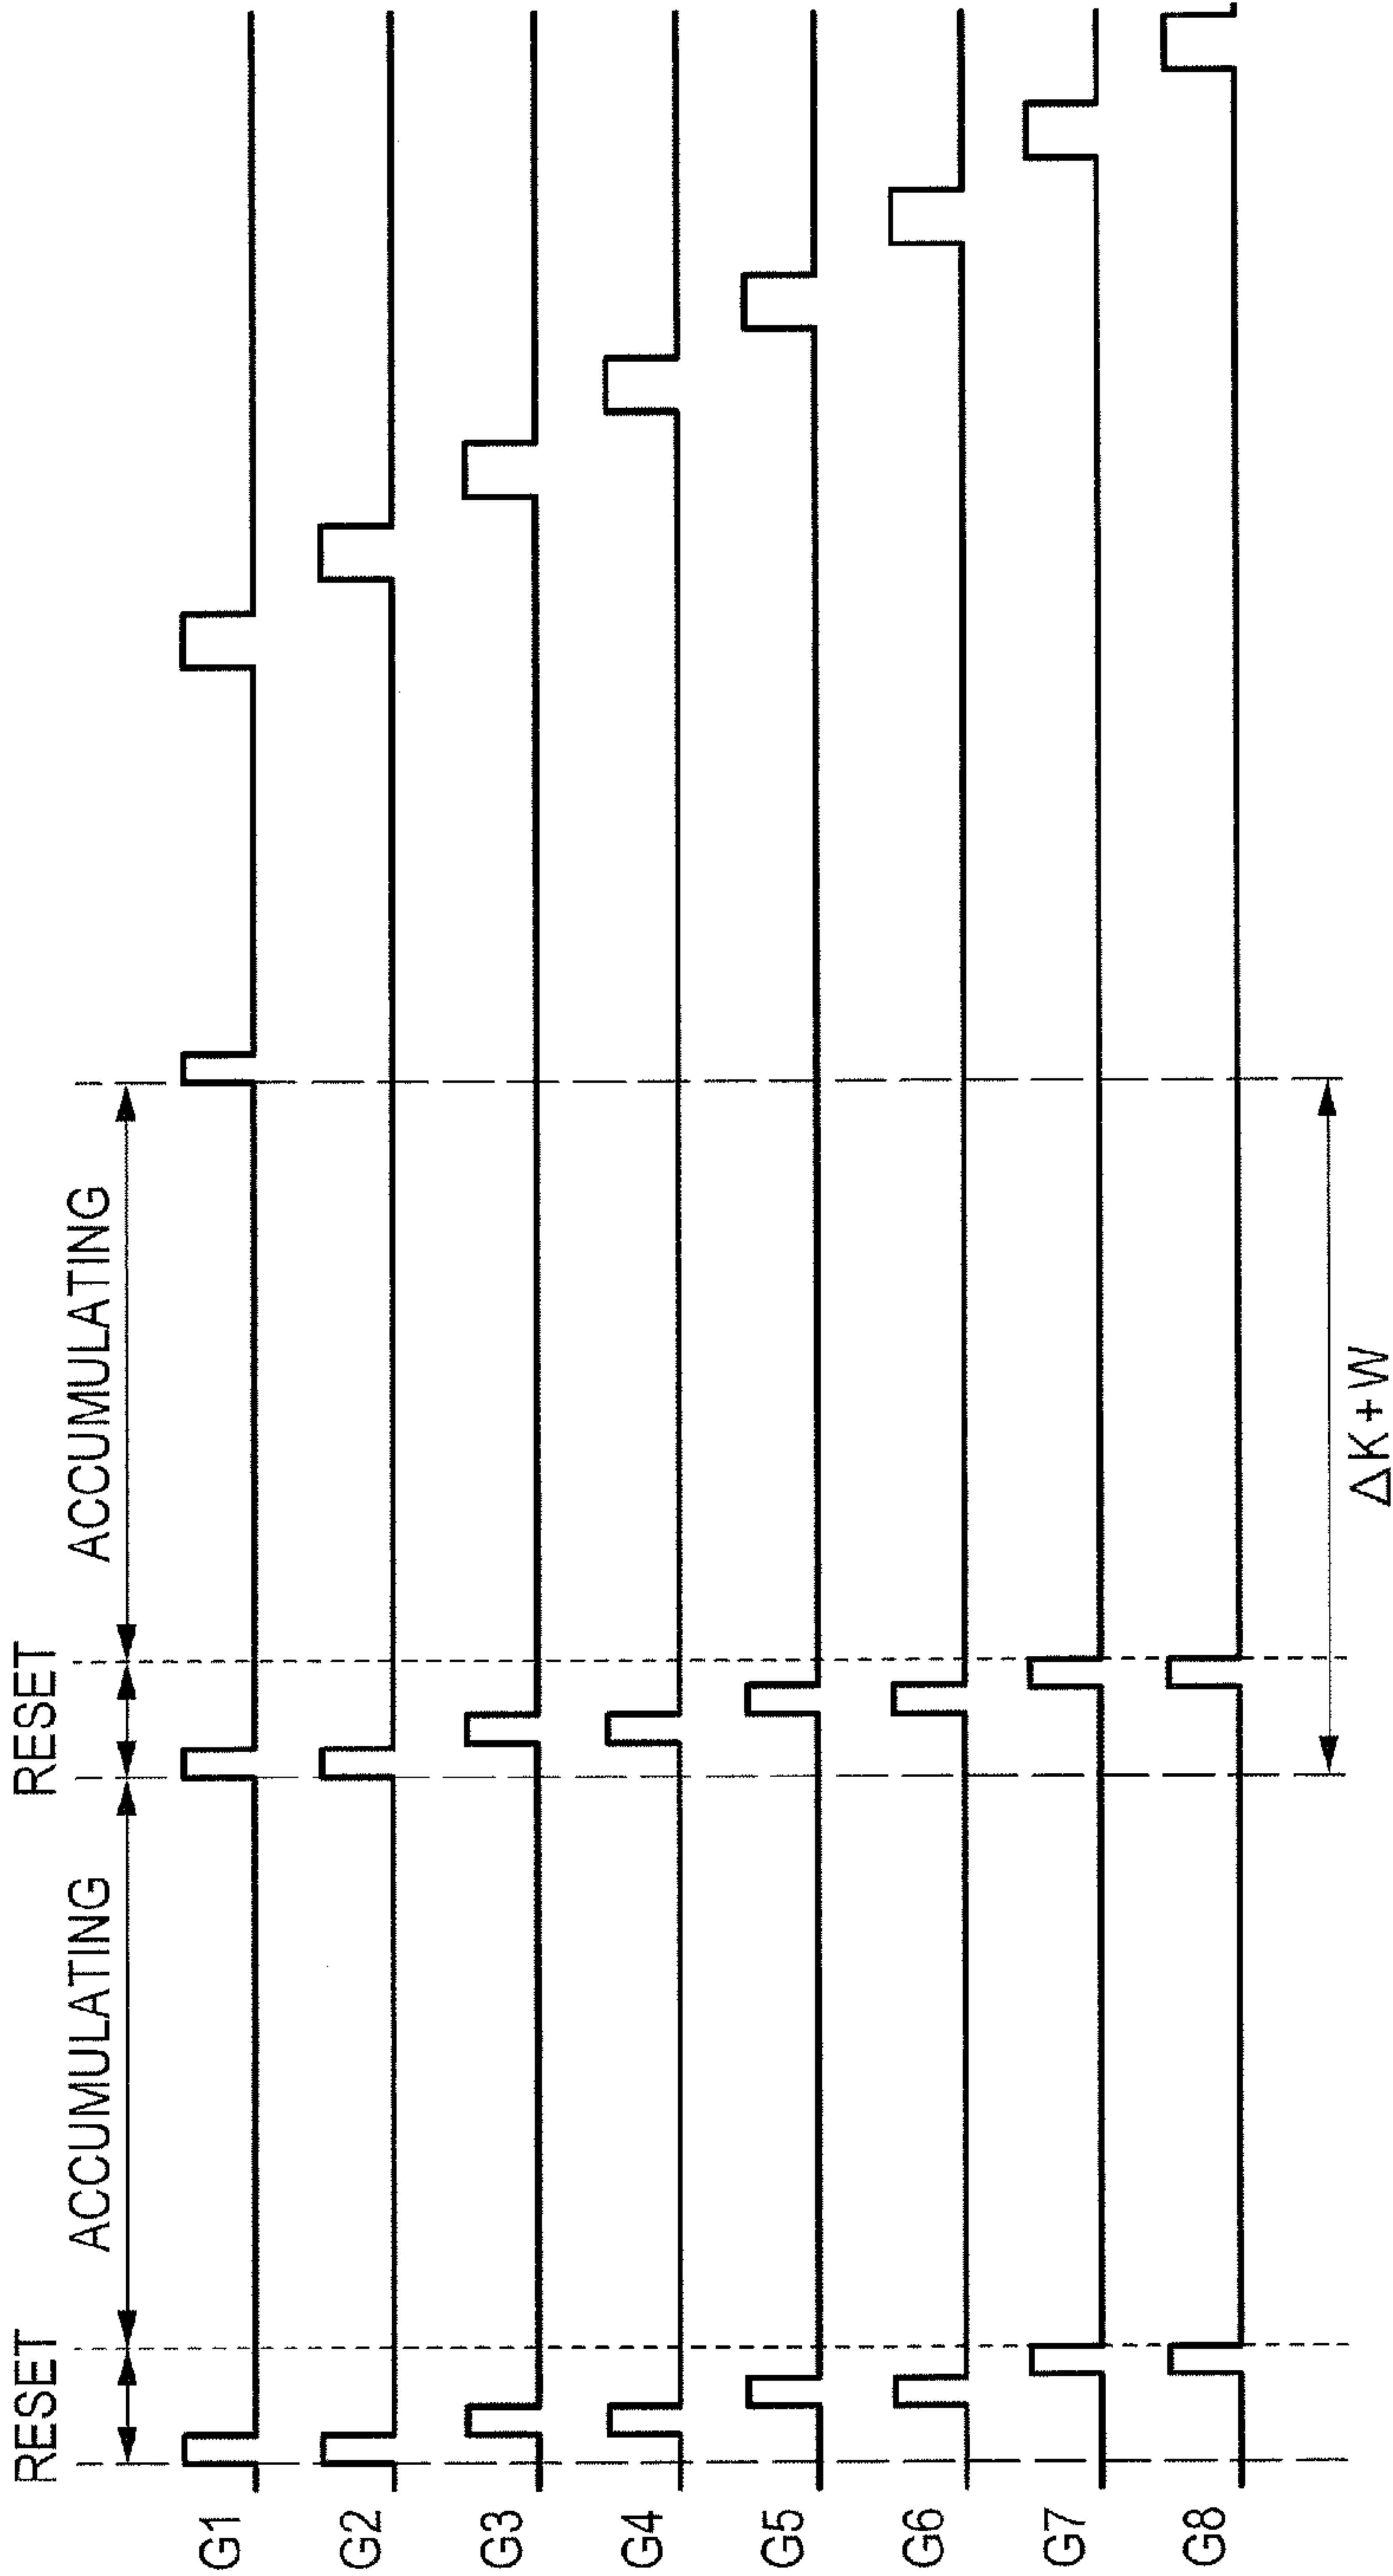 RESET
ACCUMULATING
RESET
ACCUMULATING
G1
G2
G3
G4
G5
G6
G7
G8
ΔK+W